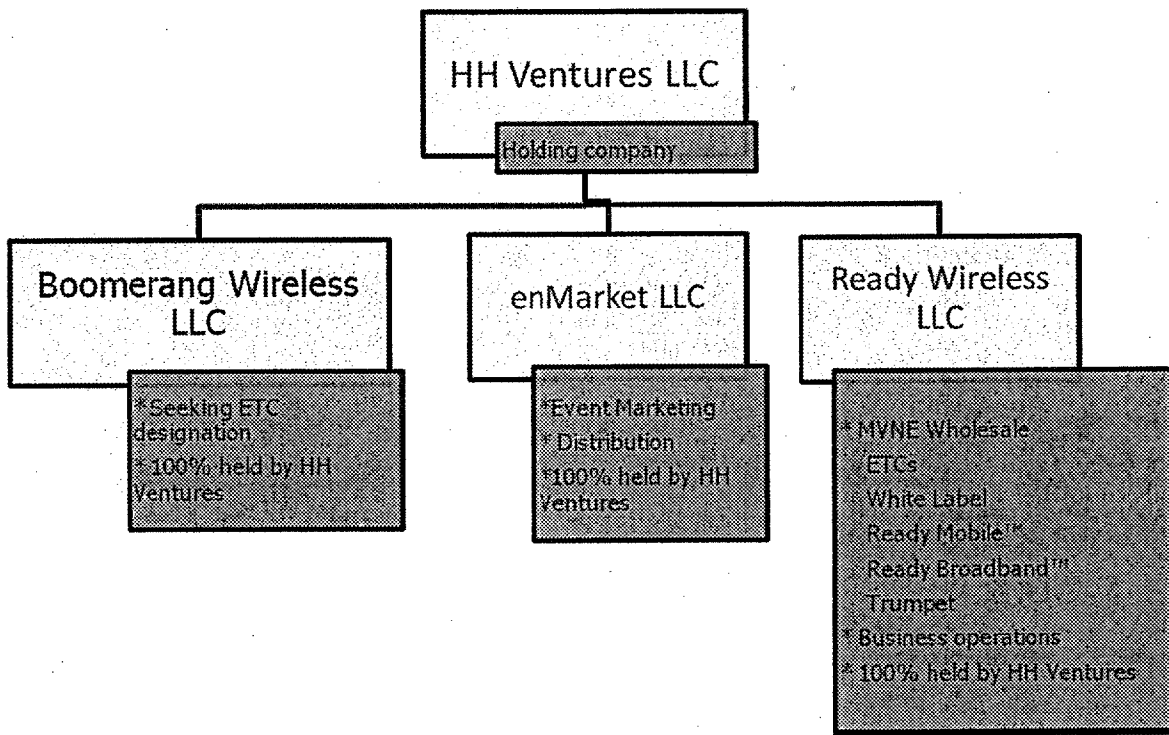 HH Ventures LLC
Holding company
Boomerang Wireless
LLC
*Seeking ETC
designation
* 100% held by HH
Ventures
enMarket LLC
*Event Marketing
* Distribution
*100% held by HH
Ventures
Ready Wireless
LLC
* MVNE Wholesale
ETCs
White Label
Ready Mobile™
Ready Broadband™
Trumpet
* Business operations
* 100% held by HH Ventures